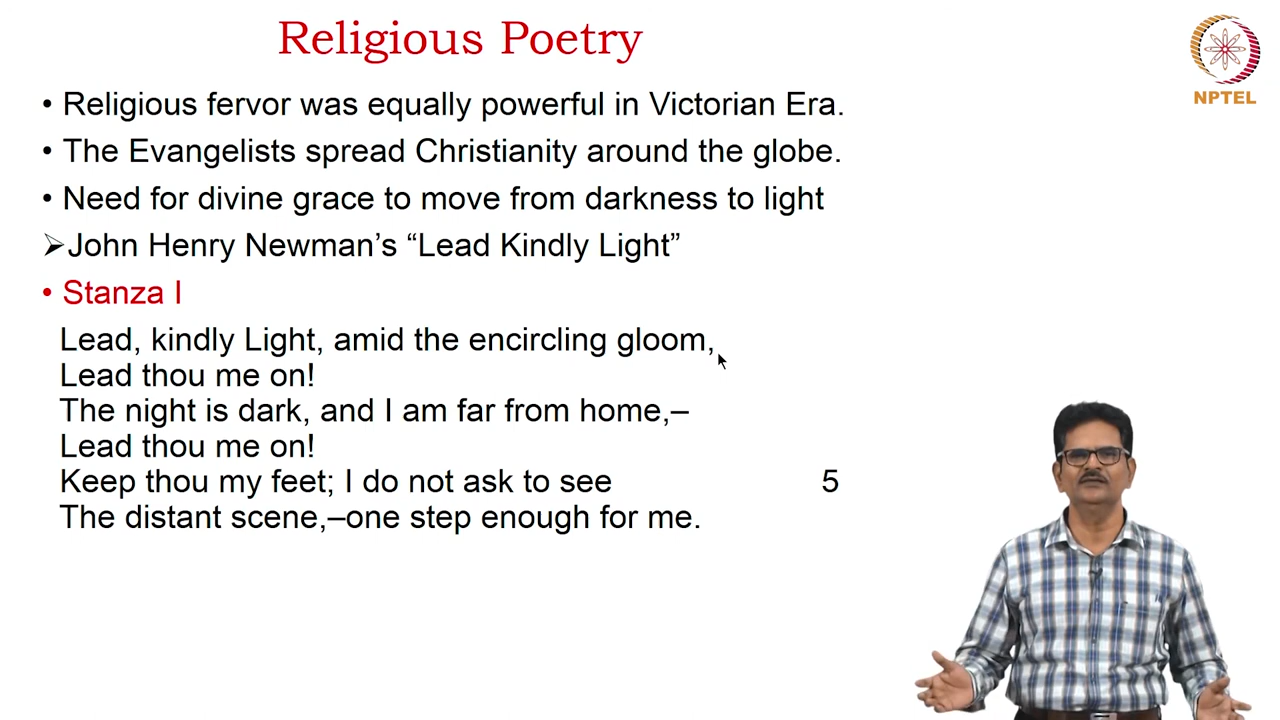 Religious Poetry
NPTEL
• Religious fervor was equally powerful in Victorian Era.
• The Evangelists spread Christianity around the globe.
• Need for divine grace to move from darkness to light
➢John Henry Newman’s “Lead Kindly Light”
• Stanza I
Lead, kindly Light, amid the encircling gloom,
Lead thou me on!
The night is dark, and I am far from home,–
Lead thou me on!
Keep thou my feet; I do not ask to see 5
The distant scene,–one step enough for me.